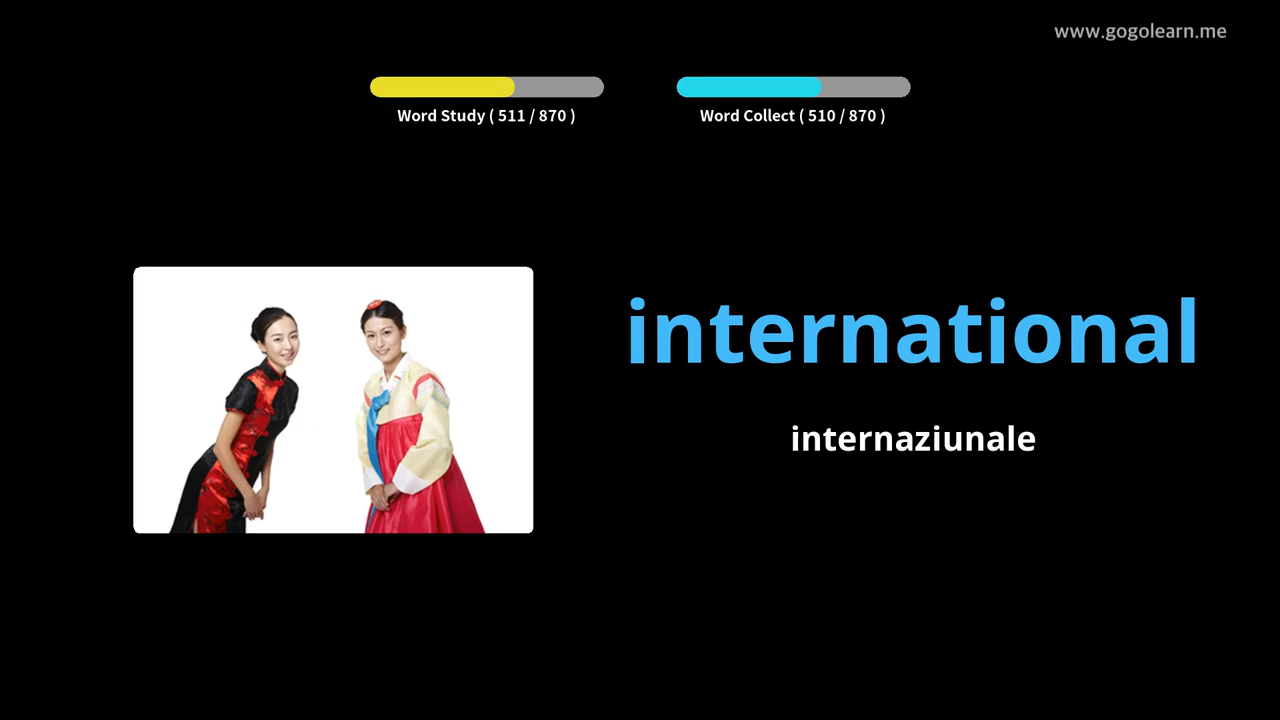 www.gogolearn.me
Word Study ( 511 / 870 )
Word Collect ( 510 / 870 )
international
internaziunale